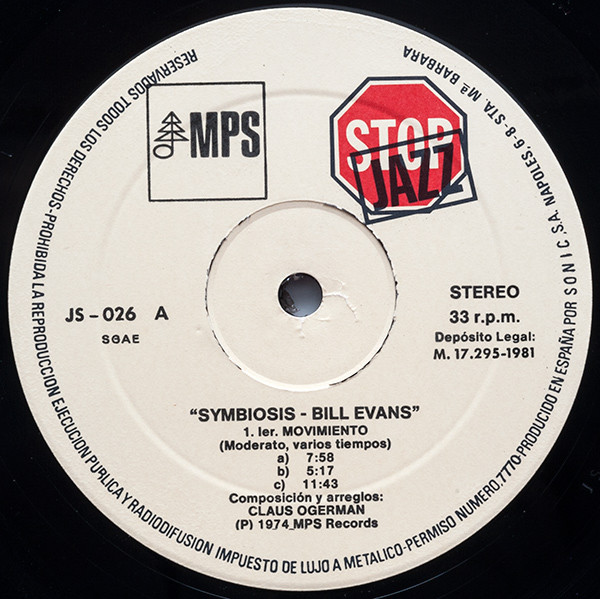 RESERVADOS TODOS LOS DERECHOS-PROHIBIDA LA REPRODUCCION EJECUCION PUBLICA Y RADIODIFUSION IMPUESTO DE LUJO A METALICO-PERMISO NUMERO, 7770-PRODUCIDO EN ESPAÑA POR SONIC, S.A. NAPOLES, 6-8-STA. Mª BARBARA
MPS
STOP
JAZZ
JS-026 A
SGAE
STEREO
33 r.p.m.
Depósito Legal:
M. 17.295-1981
"SYMBIOSIS - BILL EVANS"
1. Ier. MOVIMIENTO
(Moderato, varios tiempos)
a) 7:58
b) 5:17
c) 11:43
Composición y arreglos:
CLAUS OGERMAN
(P) 1974 MPS Records